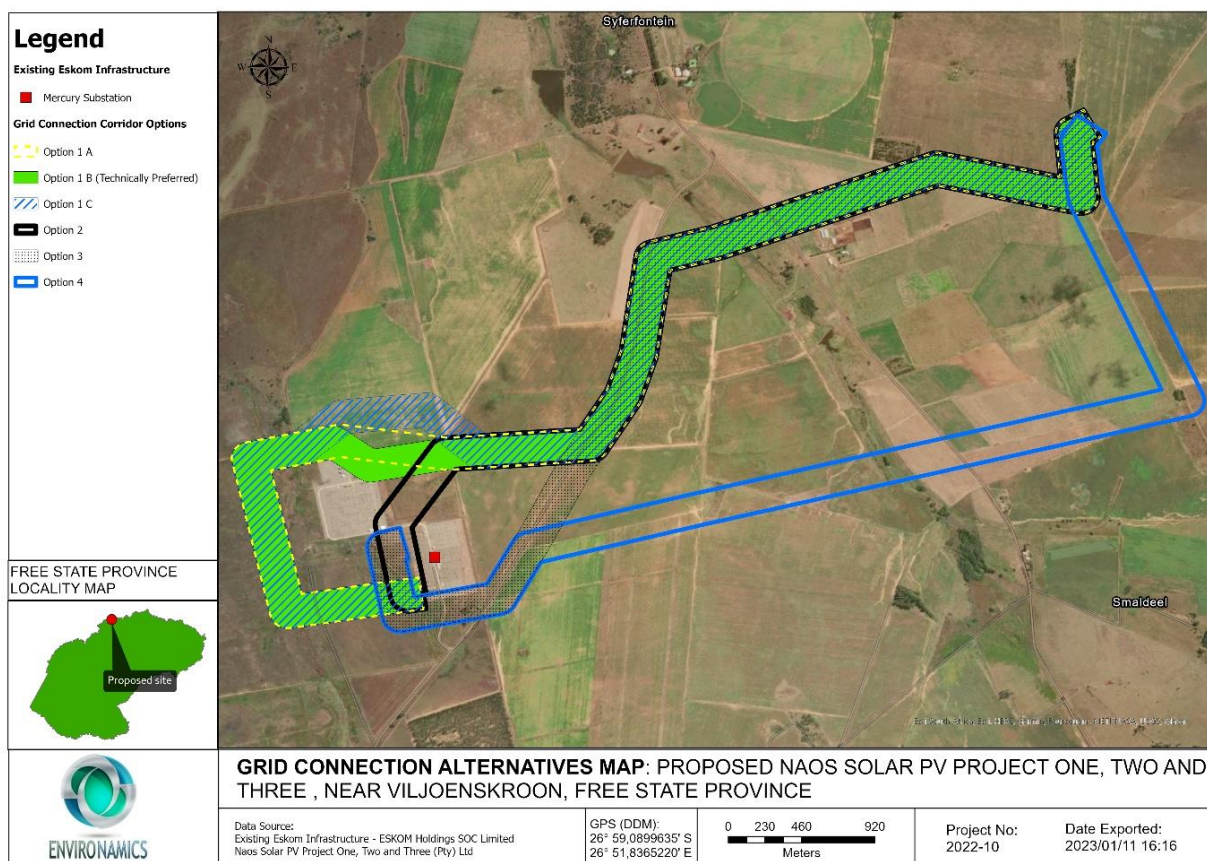 Legend
Existing Eskom Infrastructure
Mercury Substation
Grid Connection Corridor Options
Option 1 A
Option 1 B (Technically Preferred)
Option 1 C
Option 2
Option 3
Option 4
N
W
E
S
Syferfontein
Smaldeel
FREE STATE PROVINCE
LOCALITY MAP
Proposed site
ENVIRONAMICS
GRID CONNECTION ALTERNATIVES MAP: PROPOSED NAOS SOLAR PV PROJECT ONE, TWO AND
THREE , NEAR VILJOENSKROON, FREE STATE PROVINCE
Data Source:
Existing Eskom Infrastructure - ESKOM Holdings SOC Limited
Naos Solar PV Project One, Two and Three (Pty) Ltd
GPS (DDM):
26° 59,0899635' S
26° 51,8365220' E
0 230 460 920
Meters
Project No:
2022-10
Date Exported:
2023/01/11 16:16